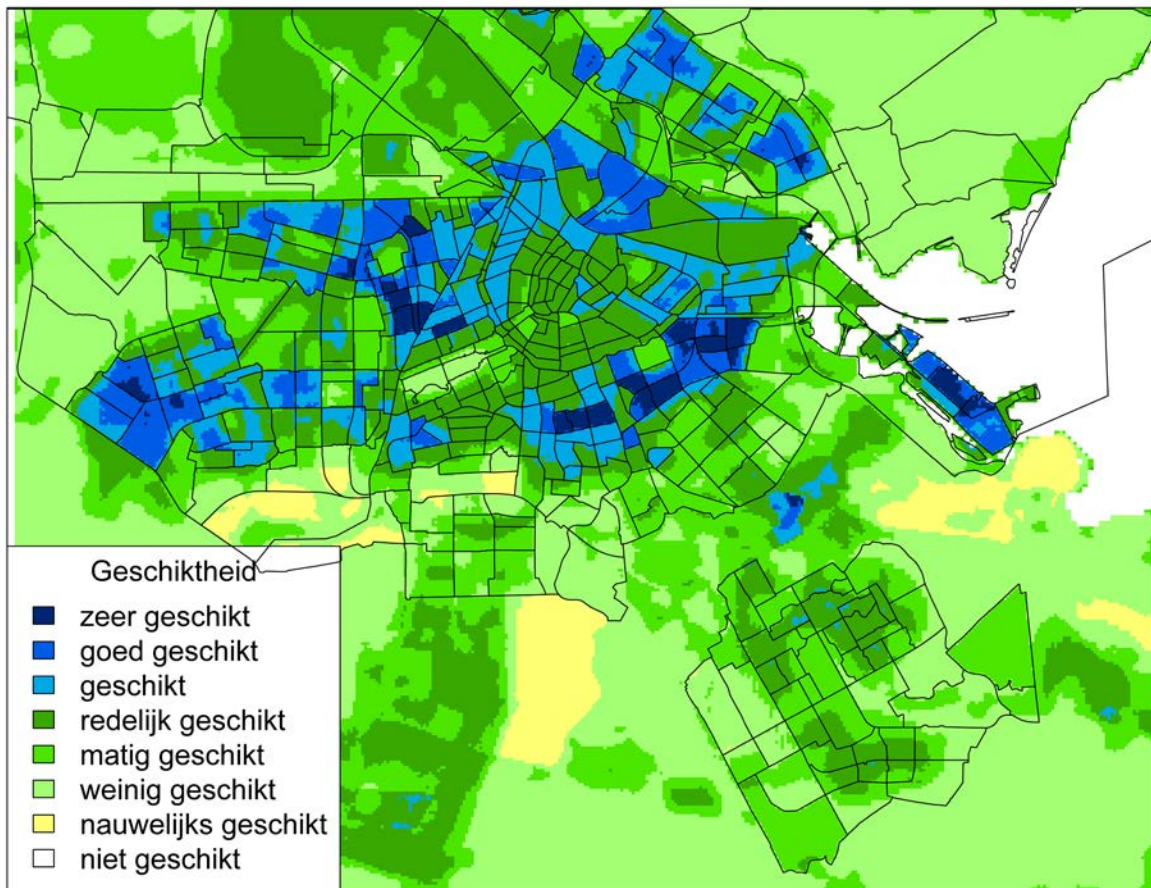 Geschiktheid
zeer geschikt
goed geschikt
geschikt
redelijk geschikt
matig geschikt
weinig geschikt
nauwelijks geschikt
niet geschikt